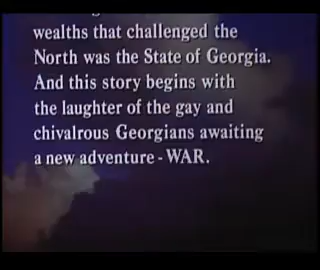 wealths that challenged the
North was the State of Georgia.
And this story begins with
the laughter of the gay and
chivalrous Georgians awaiting
a new adventure - WAR.